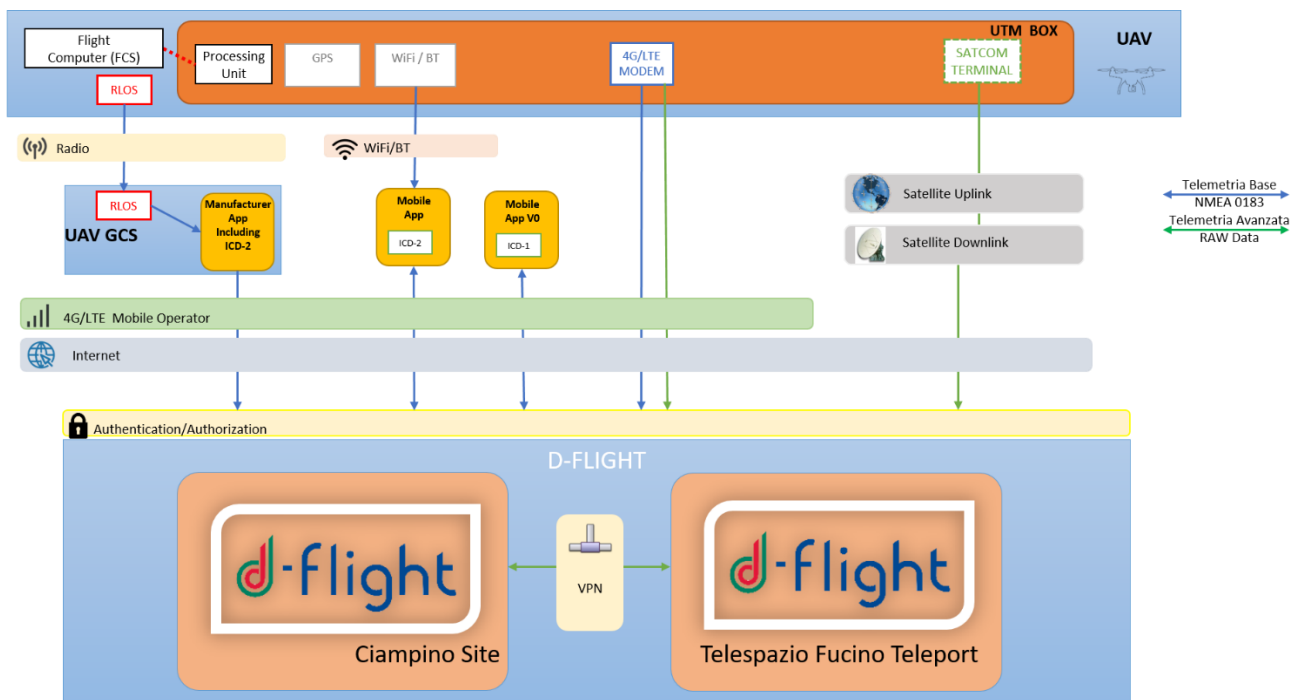 UTM BOX
UAV
Flight
Computer (FCS)
Processing
Unit
GPS
WiFi / BT
4G/LTE
MODEM
SATCOM
TERMINAL
RLOS
Radio
WiFi/BT
RLOS
UAV GCS
Manufacturer
App
Including
ICD-2
Mobile
App
ICD-2
Mobile
App V0
ICD-1
Satellite Uplink
Satellite Downlink
Telemetria Base
NMEA 0183
Telemetria Avanzata
RAW Data
4G/LTE Mobile Operator
Internet
Authentication/Authorization
D-FLIGHT
d-flight
Ciampino Site
VPN
d-flight
Telespazio Fucino Teleport